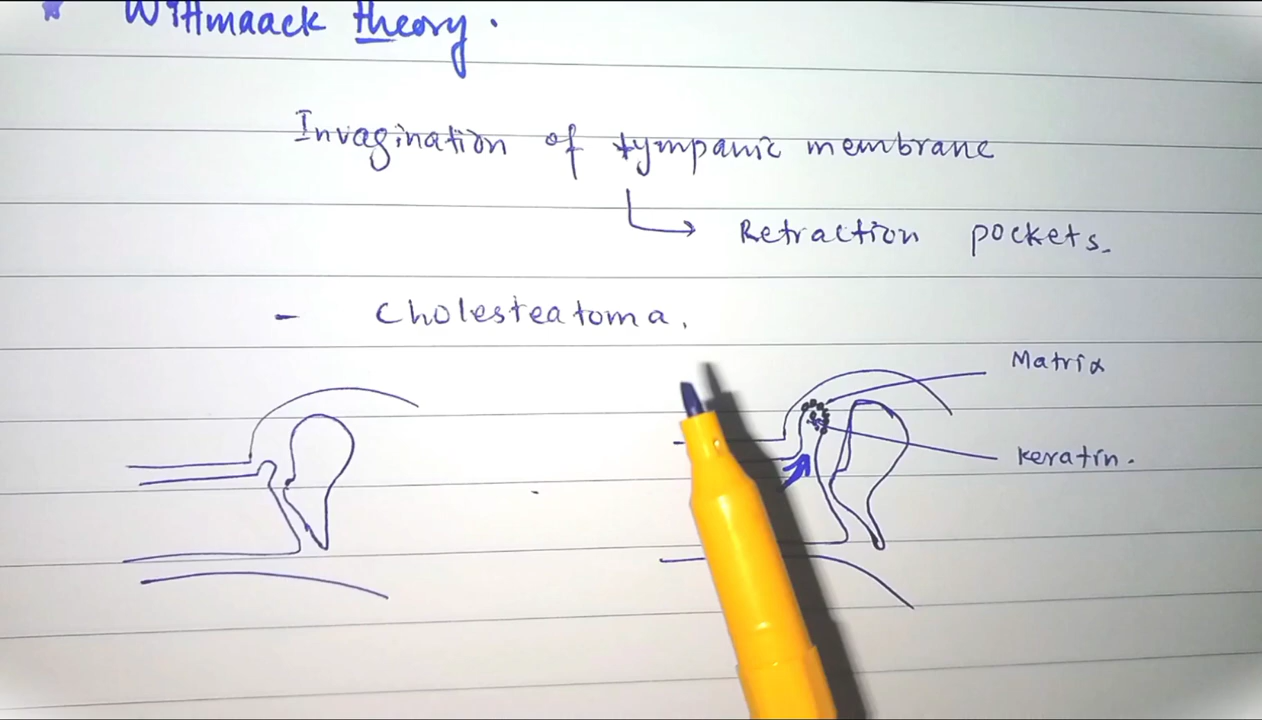 Wittmaack theory.
Invagination of tympanic membrane
Retraction pockets.
- Cholesteatoma.
Matrix
Keratin.